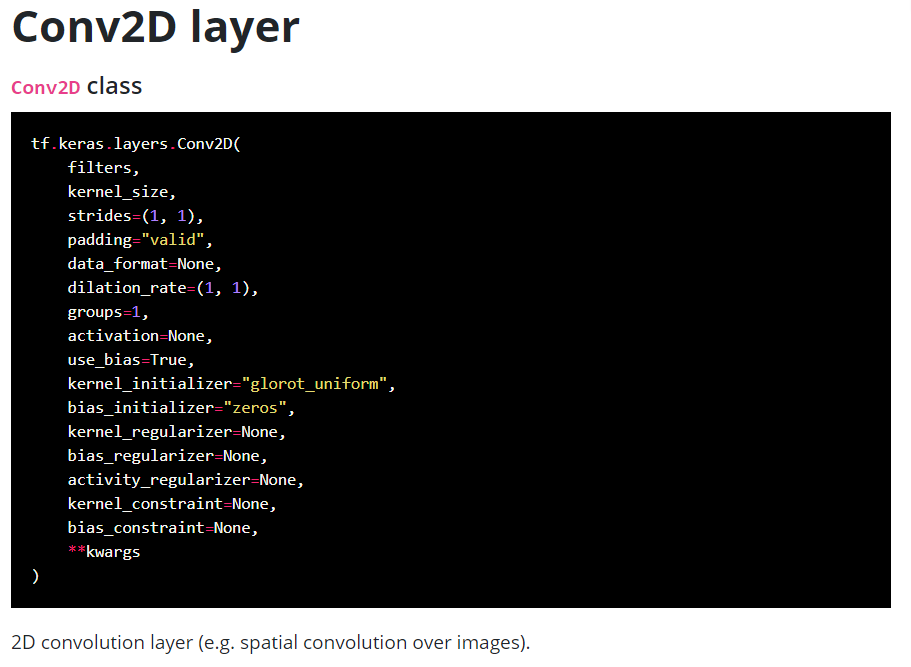 Conv2D layer
Conv2D class
tf.keras.layers.Conv2D(
    filters,
    kernel_size,
    strides=(1, 1),
    padding="valid",
    data_format=None,
    dilation_rate=(1, 1),
    groups=1,
    activation=None,
    use_bias=True,
    kernel_initializer="glorot_uniform",
    bias_initializer="zeros",
    kernel_regularizer=None,
    bias_regularizer=None,
    activity_regularizer=None,
    kernel_constraint=None,
    bias_constraint=None,
    **kwargs
)
2D convolution layer (e.g. spatial convolution over images).